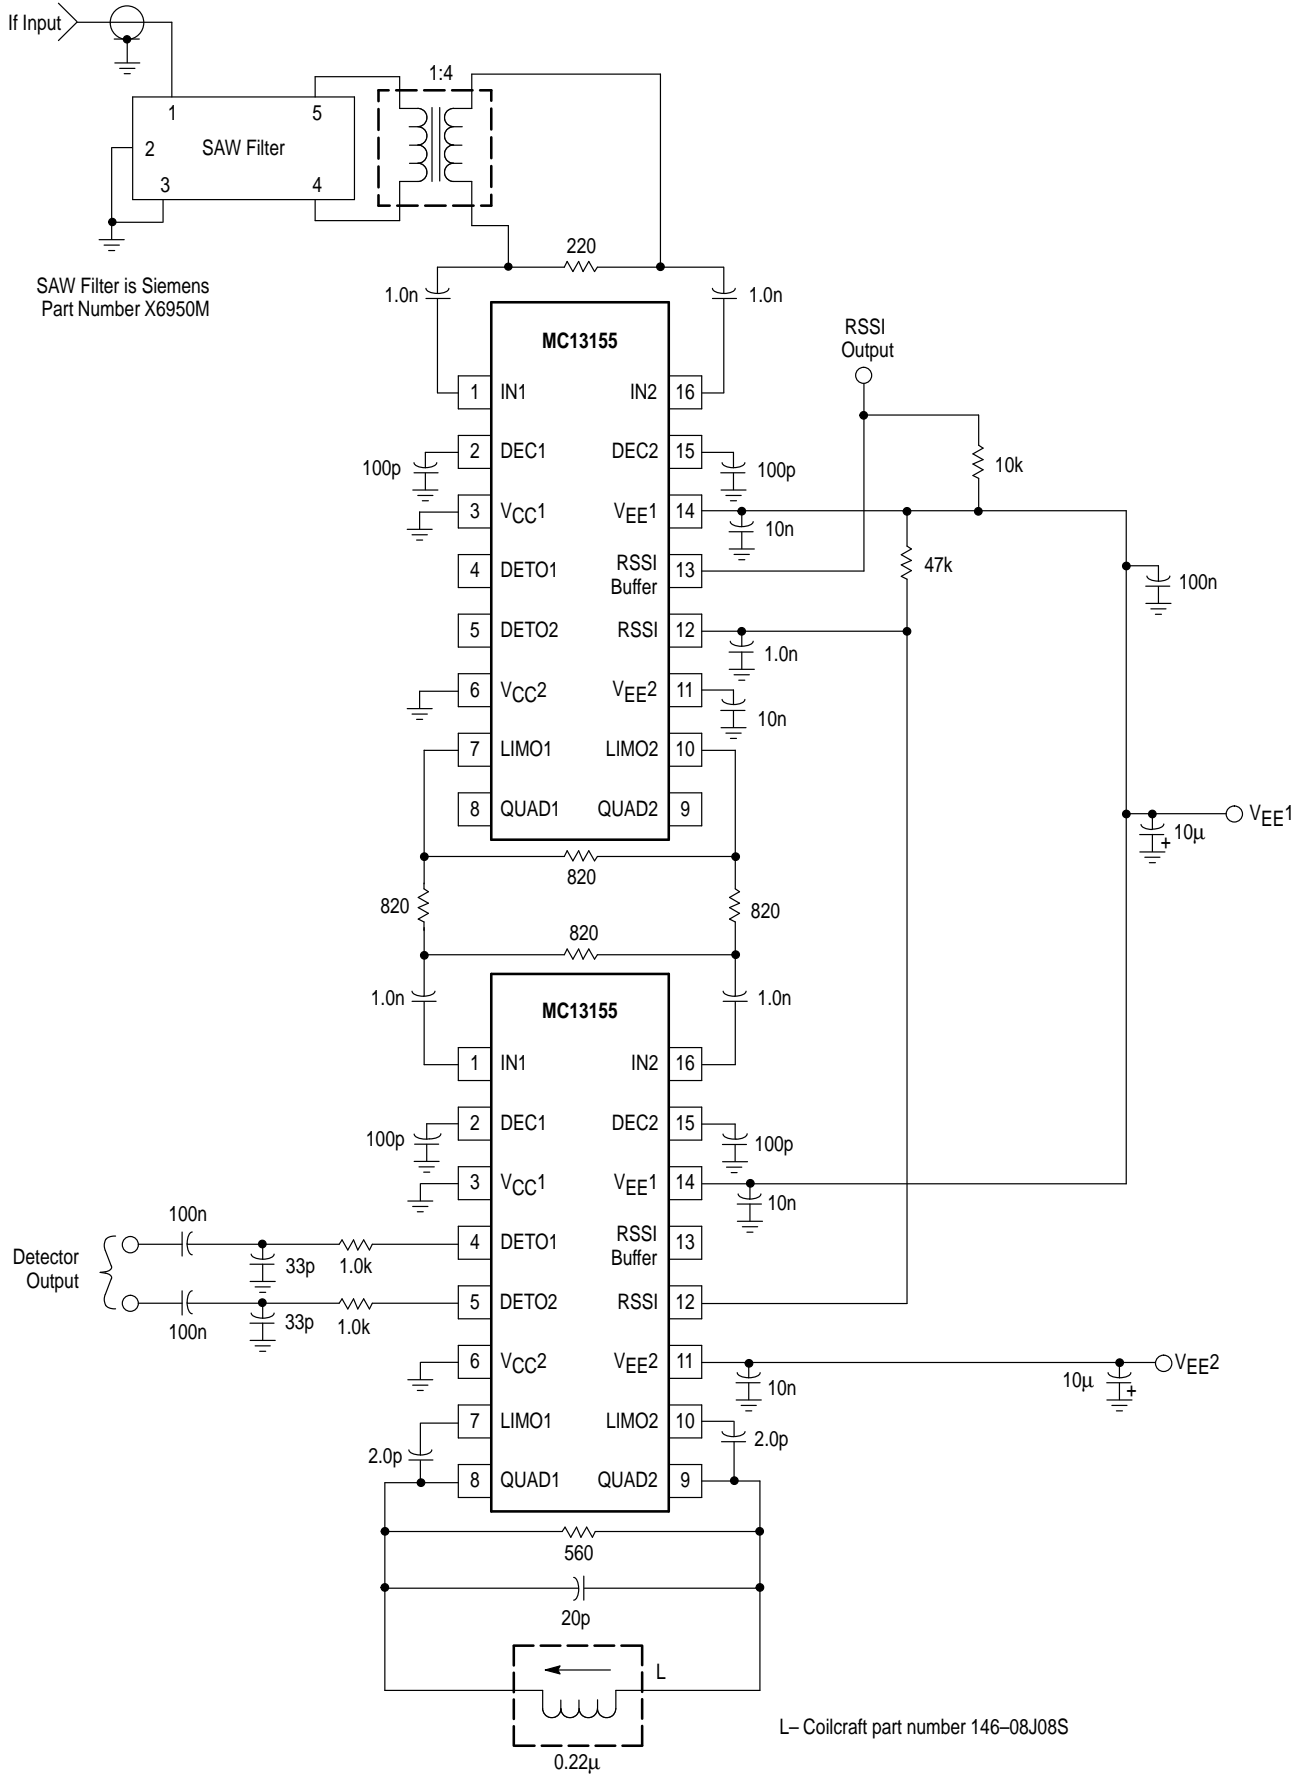 If Input
1:4
1
5
2
SAW Filter
3
4
SAW Filter is Siemens
Part Number X6950M
220
1.0n
1.0n
MC13155
RSSI
Output
1
IN1
IN2
16
100p
2
DEC1
DEC2
15
100p
10k
3
VCC1
VEE1
14
10n
4
DETO1
RSSI
Buffer
13
47k
100n
5
DETO2
RSSI
12
1.0n
6
VCC2
VEE2
11
10n
7
LIMO1
LIMO2
10
8
QUAD1
QUAD2
9
10µ
+
VEE1
820
820
820
820
1.0n
1.0n
MC13155
1
IN1
IN2
16
100p
2
DEC1
DEC2
15
100p
3
VCC1
VEE1
14
10n
Detector
Output
100n
33p
1.0k
4
DETO1
RSSI
Buffer
13
100n
33p
1.0k
5
DETO2
RSSI
12
6
VCC2
VEE2
11
10n
10µ
+
VEE2
2.0p
7
LIMO1
LIMO2
10
2.0p
8
QUAD1
QUAD2
9
560
20p
L
0.22µ
L– Coilcraft part number 146–08J08S